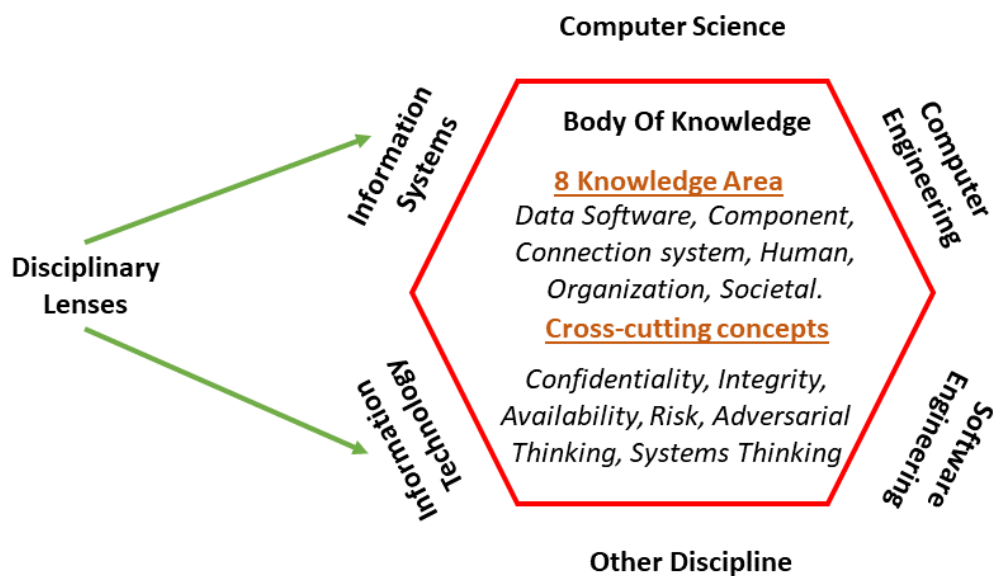 Computer Science
Information
Systems
Computer
Engineering
Body Of Knowledge
8 Knowledge Area
Data Software, Component,
Connection system, Human,
Organization, Societal.
Cross-cutting concepts
Confidentiality, Integrity,
Availability, Risk, Adversarial
Thinking, Systems Thinking
Disciplinary
Lenses
Information
Technology
Software
Engineering
Other Discipline